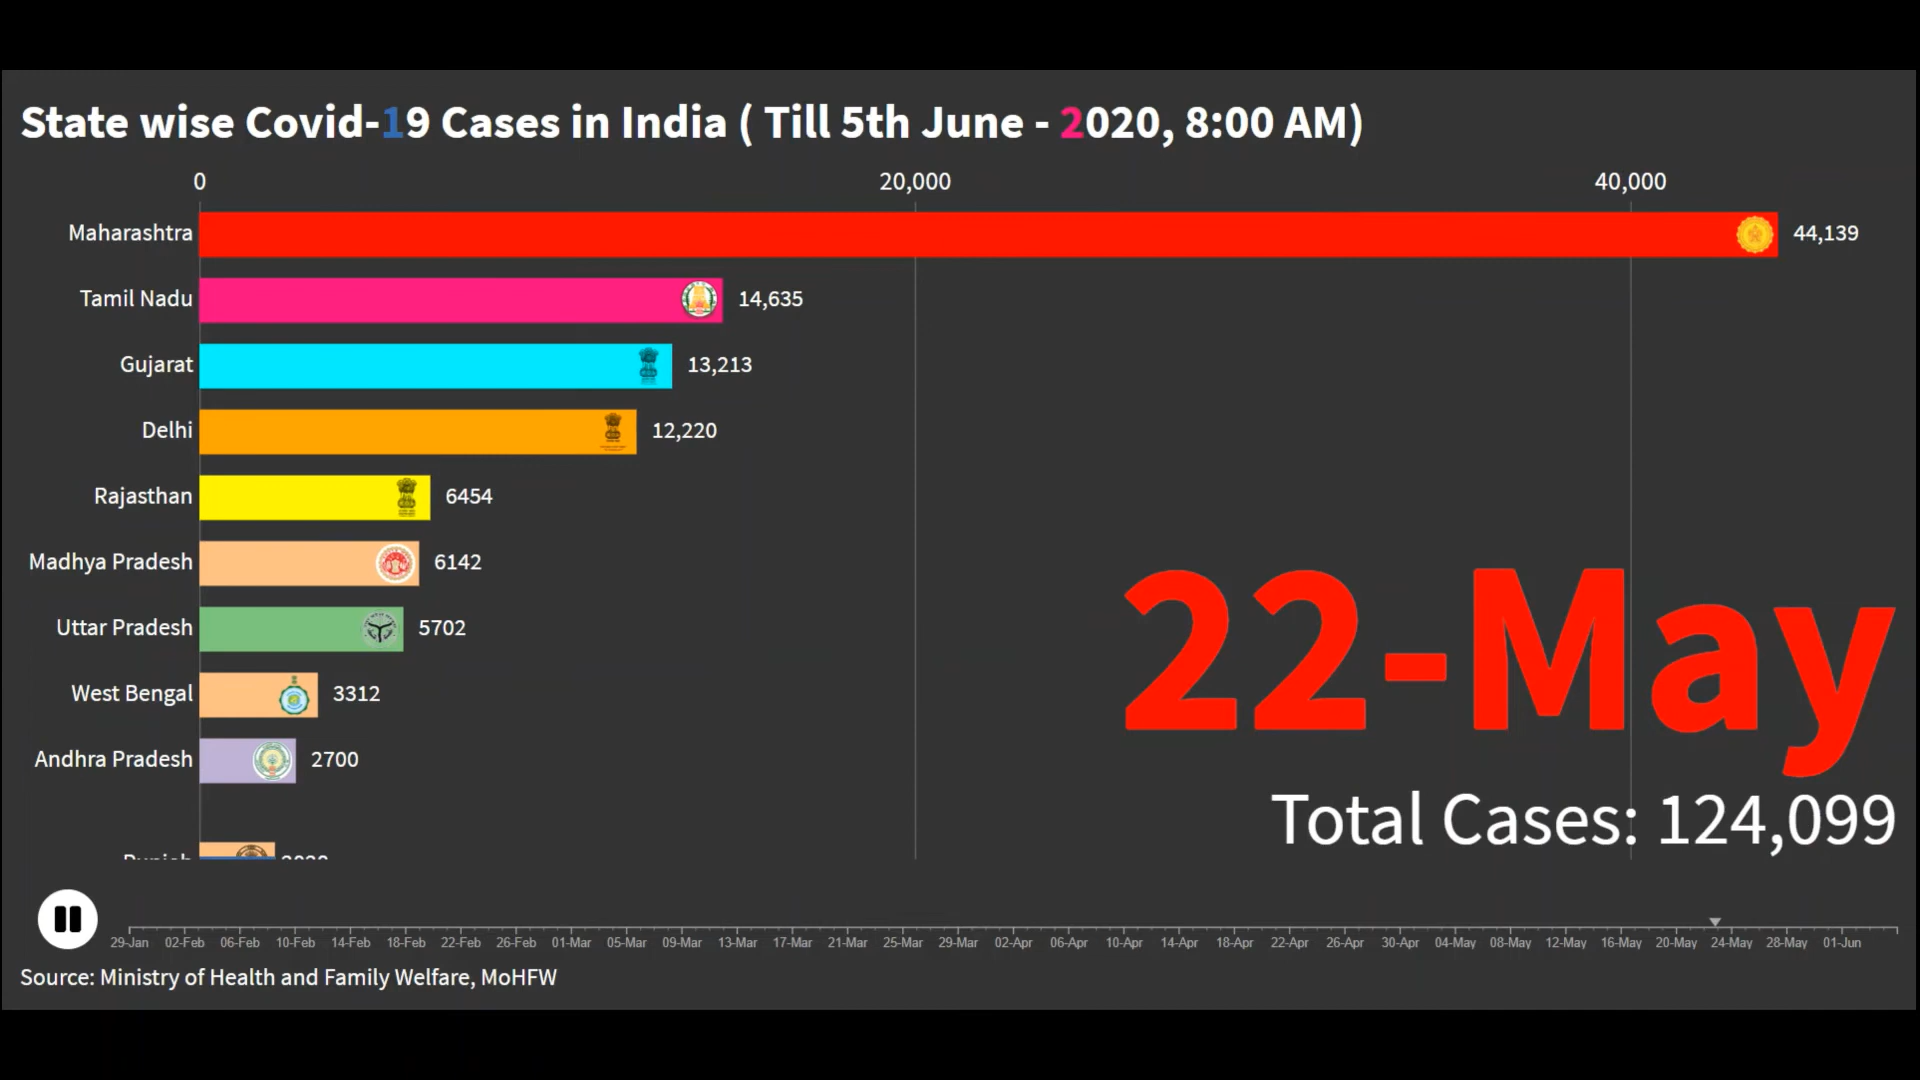 State wise Covid-19 Cases in India ( Till 5th June - 2020, 8:00 AM)
0 20,000 40,000
Maharashtra 44,139
Tamil Nadu 14,635
Gujarat 13,213
Delhi 12,220
Rajasthan 6454
Madhya Pradesh 6142
Uttar Pradesh 5702
West Bengal 3312
Andhra Pradesh 2700
22-May
Total Cases: 124,099
29-Jan 02-Feb 06-Feb 10-Feb 14-Feb 18-Feb 22-Feb 26-Feb 01-Mar 05-Mar 09-Mar 13-Mar 17-Mar 21-Mar 25-Mar 29-Mar 02-Apr 06-Apr 10-Apr 14-Apr 18-Apr 22-Apr 26-Apr 30-Apr 04-May 08-May 12-May 16-May 20-May 24-May 28-May 01-Jun
Source: Ministry of Health and Family Welfare, MoHFW